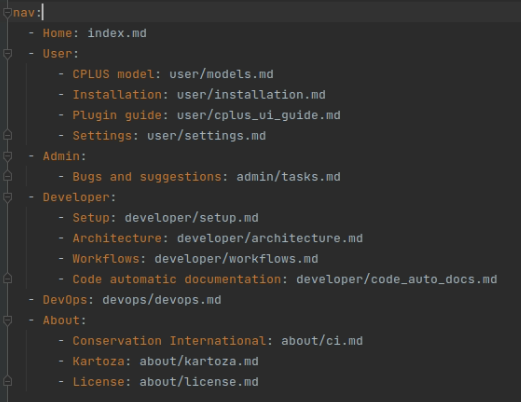 nav:
- Home: index.md
- User:
- CPLUS model: user/models.md
- Installation: user/installation.md
- Plugin guide: user/cplus_ui_guide.md
- Settings: user/settings.md
- Admin:
- Bugs and suggestions: admin/tasks.md
- Developer:
- Setup: developer/setup.md
- Architecture: developer/architecture.md
- Workflows: developer/workflows.md
- Code automatic documentation: developer/code_auto_docs.md
- DevOps: devops/devops.md
- About:
- Conservation International: about/ci.md
- Kartoza: about/kartoza.md
- License: about/license.md